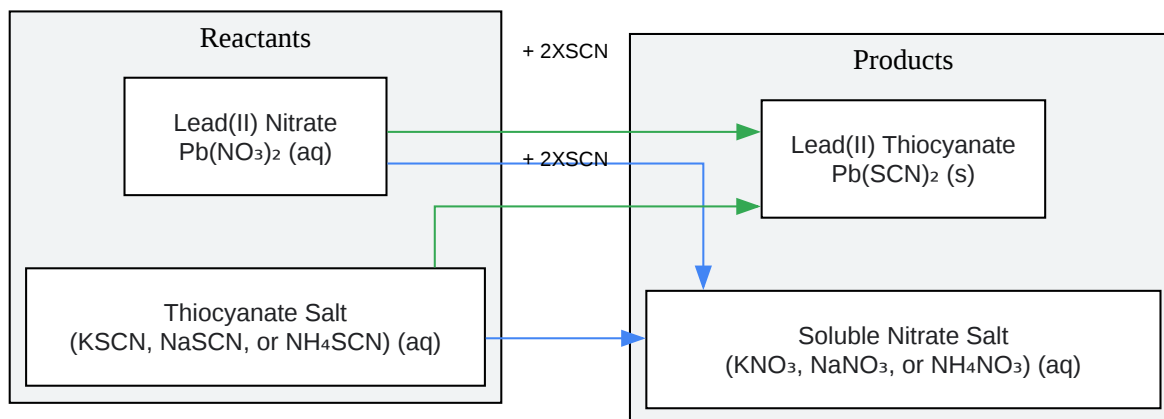 Reactants
Lead(II) Nitrate
Pb(NO₃)₂ (aq)
Thiocyanate Salt
(KSCN, NaSCN, or NH₄SCN) (aq)
+ 2XSCN
+ 2XSCN
Products
Lead(II) Thiocyanate
Pb(SCN)₂ (s)
Soluble Nitrate Salt
(KNO₃, NaNO₃, or NH₄NO₃) (aq)